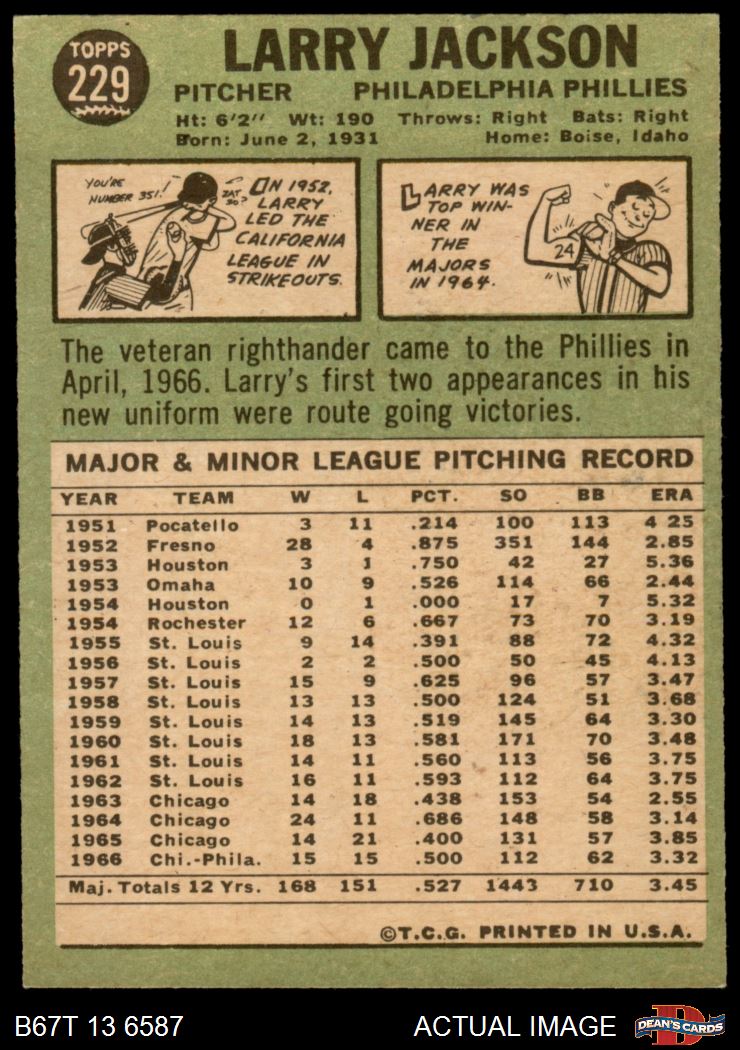 TOPPS
229
LARRY JACKSON
PITCHER PHILADELPHIA PHILLIES
Ht: 6'2" Wt: 190 Throws: Right Bats: Right
Born: June 2, 1931 Home: Boise, Idaho
YOU'RE
NUMBER 351!
ZAT
SO?
IN 1952,
LARRY
LED THE
CALIFORNIA
LEAGUE IN
STRIKEOUTS.
LARRY WAS
TOP WIN-
NER IN
THE
MAJORS
IN 1964.
24
The veteran righthander came to the Phillies in
April, 1966. Larry's first two appearances in his
new uniform were route going victories.
MAJOR & MINOR LEAGUE PITCHING RECORD
YEAR TEAM W L PCT. SO BB ERA
1951 Pocatello 3 11 .214 100 113 4 25
1952 Fresno 28 4 .875 351 144 2.85
1953 Houston 3 1 .750 42 27 5.36
1953 Omaha 10 9 .526 114 66 2.44
1954 Houston 0 1 .000 17 7 5.32
1954 Rochester 12 6 .667 73 70 3.19
1955 St. Louis 9 14 .391 88 72 4.32
1956 St. Louis 2 2 .500 50 45 4.13
1957 St. Louis 15 9 .625 96 57 3.47
1958 St. Louis 13 13 .500 124 51 3.68
1959 St. Louis 14 13 .519 145 64 3.30
1960 St. Louis 18 13 .581 171 70 3.48
1961 St. Louis 14 11 .560 113 56 3.75
1962 St. Louis 16 11 .593 112 64 3.75
1963 Chicago 14 18 .438 153 54 2.55
1964 Chicago 24 11 .686 148 58 3.14
1965 Chicago 14 21 .400 131 57 3.85
1966 Chi.-Phila. 15 15 .500 112 62 3.32
Maj. Totals 12 Yrs. 168 151 .527 1443 710 3.45
©T.C.G. PRINTED IN U.S.A.
B67T 13 6587 ACTUAL IMAGE
D
DEAN'S CARDS